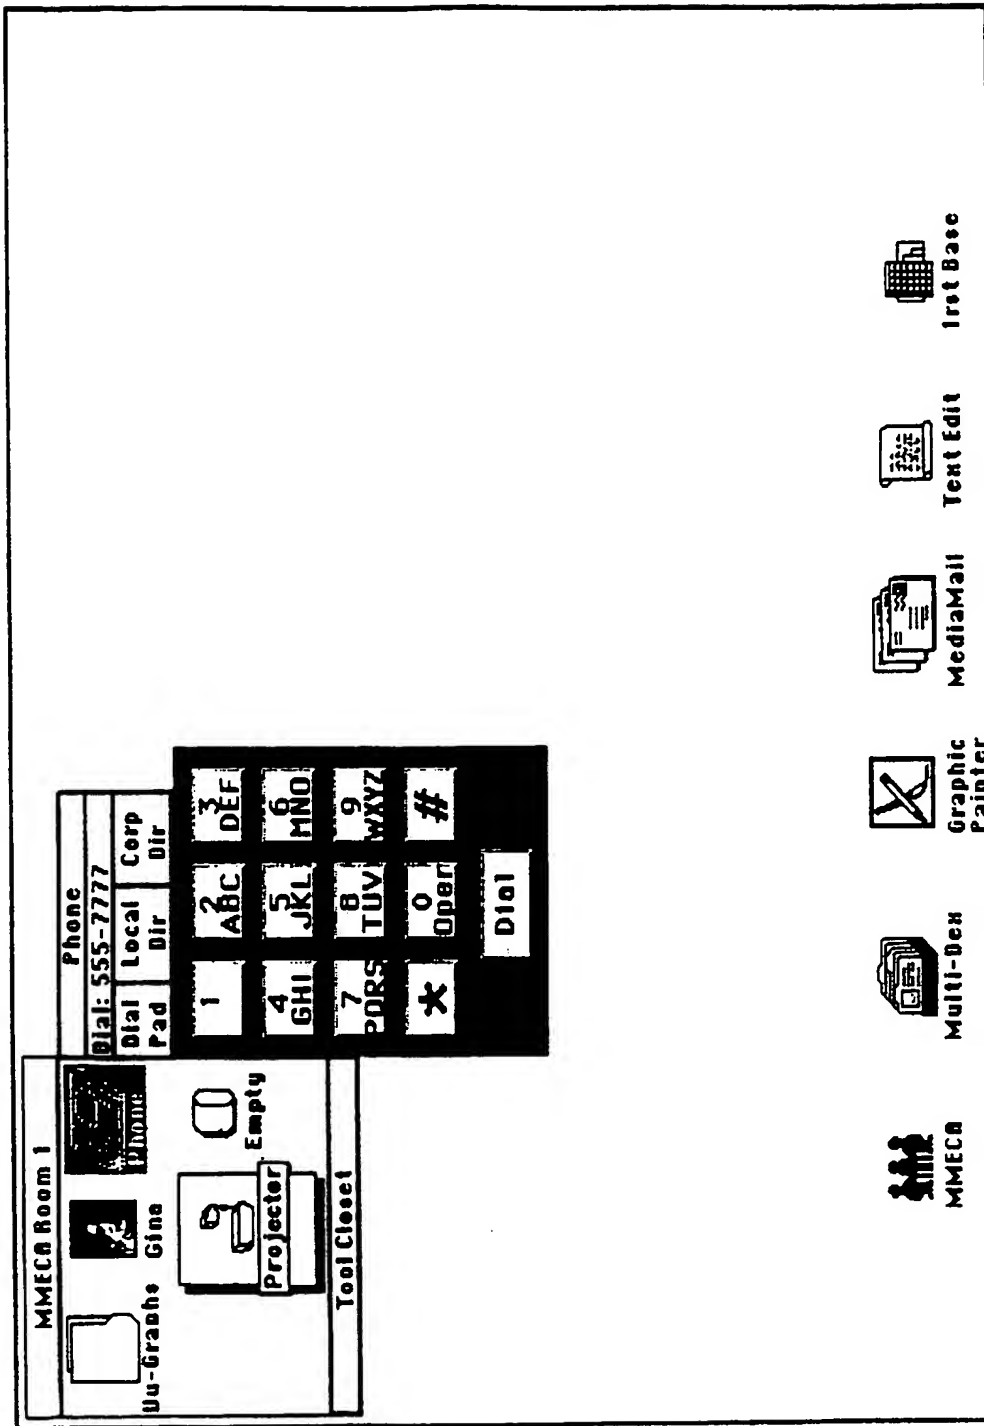 MMECA Room 1
Vu-Graphs
Gina
Phone
Projector
Empty
Tool Closet
Phone
Dial: 555-7777
Dial Pad
Local Dir
Corp Dir
1
2 ABC
3 DEF
4 GHI
5 JKL
6 MNO
7 PQRS
8 TUV
9 WXYZ
*
0 Oper
#
Dial
MMECA
Multi-Dex
Graphic
Painter
MediaMail
Text Edit